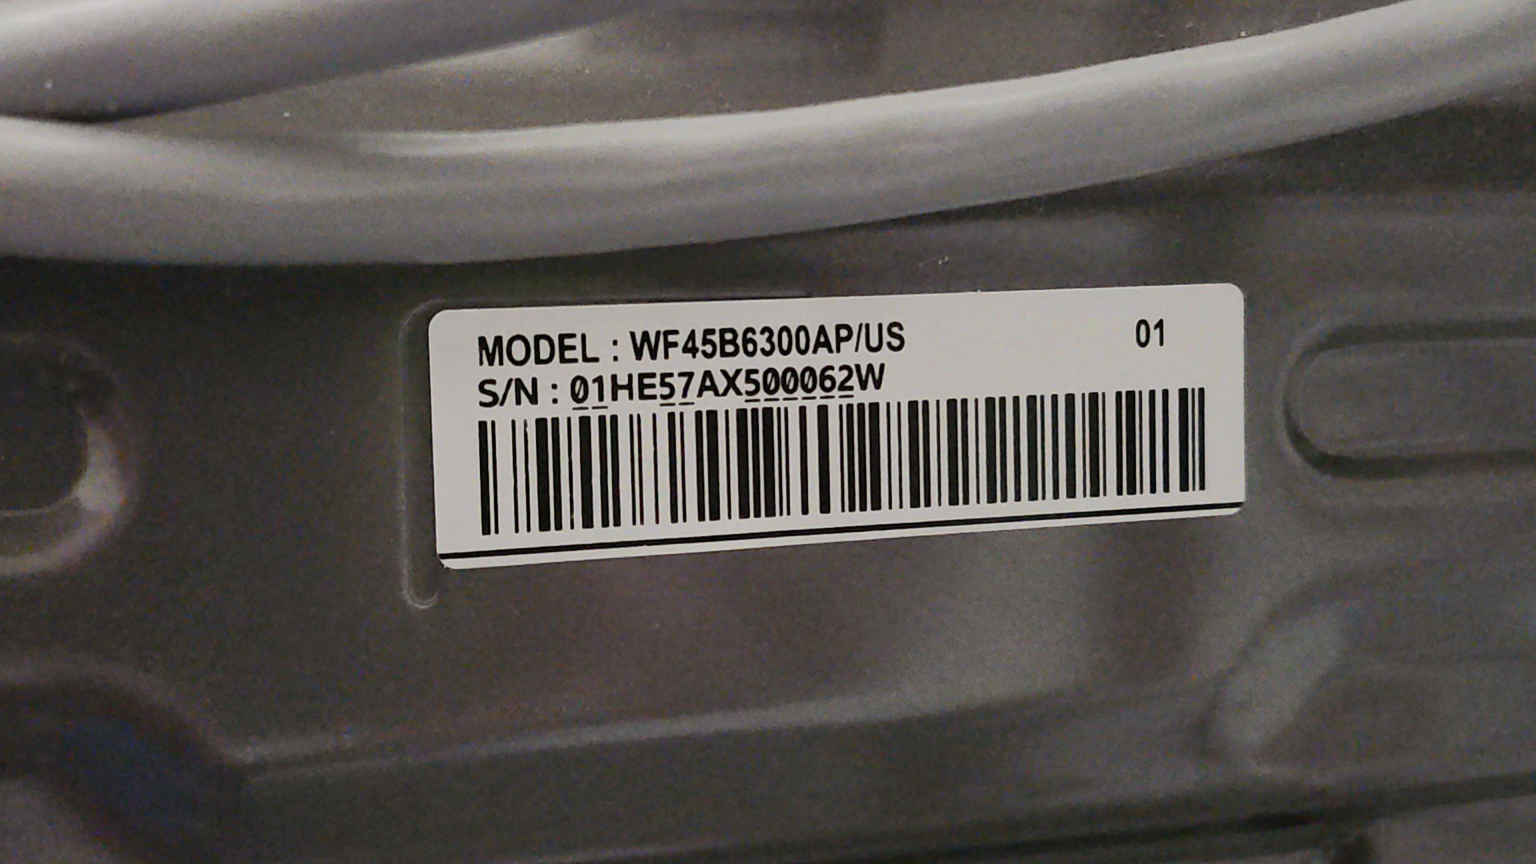 MODEL : WF45B6300AP/US 01
S/N : 01HE57AX500062W